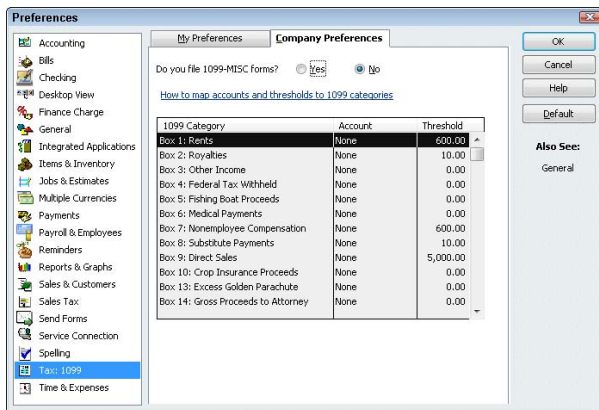 Preferences
Accounting
Bills
Checking
Desktop View
Finance Charge
General
Integrated Applications
Items & Inventory
Jobs & Estimates
Multiple Currencies
Payments
Payroll & Employees
Reminders
Reports & Graphs
Sales & Customers
Sales Tax
Send Forms
Service Connection
Spelling
Tax: 1099
Time & Expenses
My Preferences Company Preferences
Do you file 1099-MISC forms? Yes No
How to map accounts and thresholds to 1099 categories
1099 Category Account Threshold
Box 1: Rents None 600.00
Box 2: Royalties None 10.00
Box 3: Other Income None 0.00
Box 4: Federal Tax Withheld None 0.00
Box 5: Fishing Boat Proceeds None 0.00
Box 6: Medical Payments None 0.00
Box 7: Nonemployee Compensation None 600.00
Box 8: Substitute Payments None 10.00
Box 9: Direct Sales None 5,000.00
Box 10: Crop Insurance Proceeds None 0.00
Box 13: Excess Golden Parachute None 0.00
Box 14: Gross Proceeds to Attorney None 0.00
OK
Cancel
Help
Default
Also See:
General